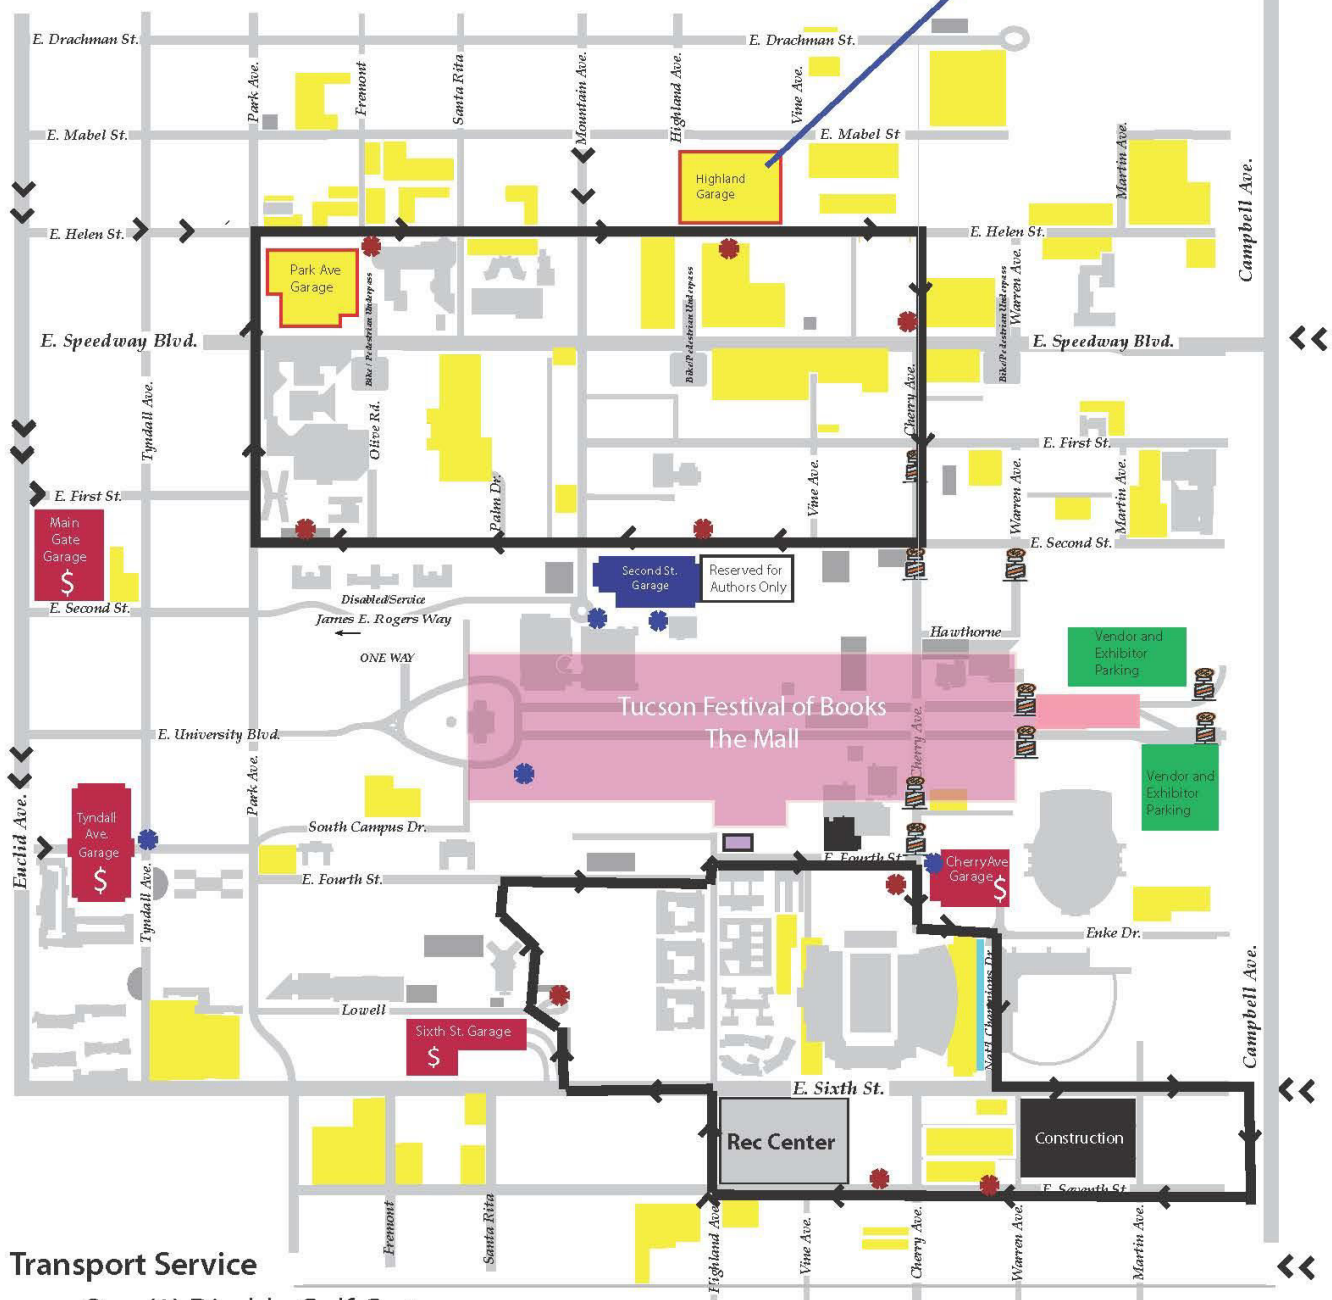 E. Drachman St.
E. Drachman St.
Park Ave.
Fremont
Santa Rita
Mountain Ave.
Highland Ave.
Vine Ave.
E. Mabel St.
E. Mabel St
Martin Ave.
Campbell Ave.
Highland
Garage
E. Helen St.
E. Helen St.
Park Ave
Garage
Bike / Pedestrian Underpass
Bike/Pedestrian Underpass
Bike/Pedestrian Underpass
Warren Ave.
E. Speedway Blvd.
E. Speedway Blvd.
Tyndall Ave.
Olive Rd.
Palm Dr.
Vine Ave.
Cherry Ave.
E. First St.
Warren Ave.
Martin Ave.
E. First St.
Main
Gate
Garage
$
E. Second St.
Second St.
Garage
Reserved for
Authors Only
E. Second St.
Disabled/Service
James E. Rogers Way
ONE WAY
Hawthorne
Vendor and
Exhibitor
Parking
Tucson Festival of Books
The Mall
Cherry Ave.
E. University Blvd.
Park Ave.
Euclid Ave.
Vendor and
Exhibitor
Parking
Tyndall
Ave.
Garage
$
South Campus Dr.
E. Fourth St.
E. Fourth St.
CherryAve
Garage
$
Tyndall Ave.
Enke Dr.
Nat'l Champions Dr.
Campbell Ave.
Lowell
Sixth St. Garage
$
E. Sixth St.
Rec Center
Construction
E. Seventh St.
Fremont
Santa Rita
Highland Ave.
Vine Ave.
Cherry Ave.
Warren Ave.
Martin Ave.
Transport Service